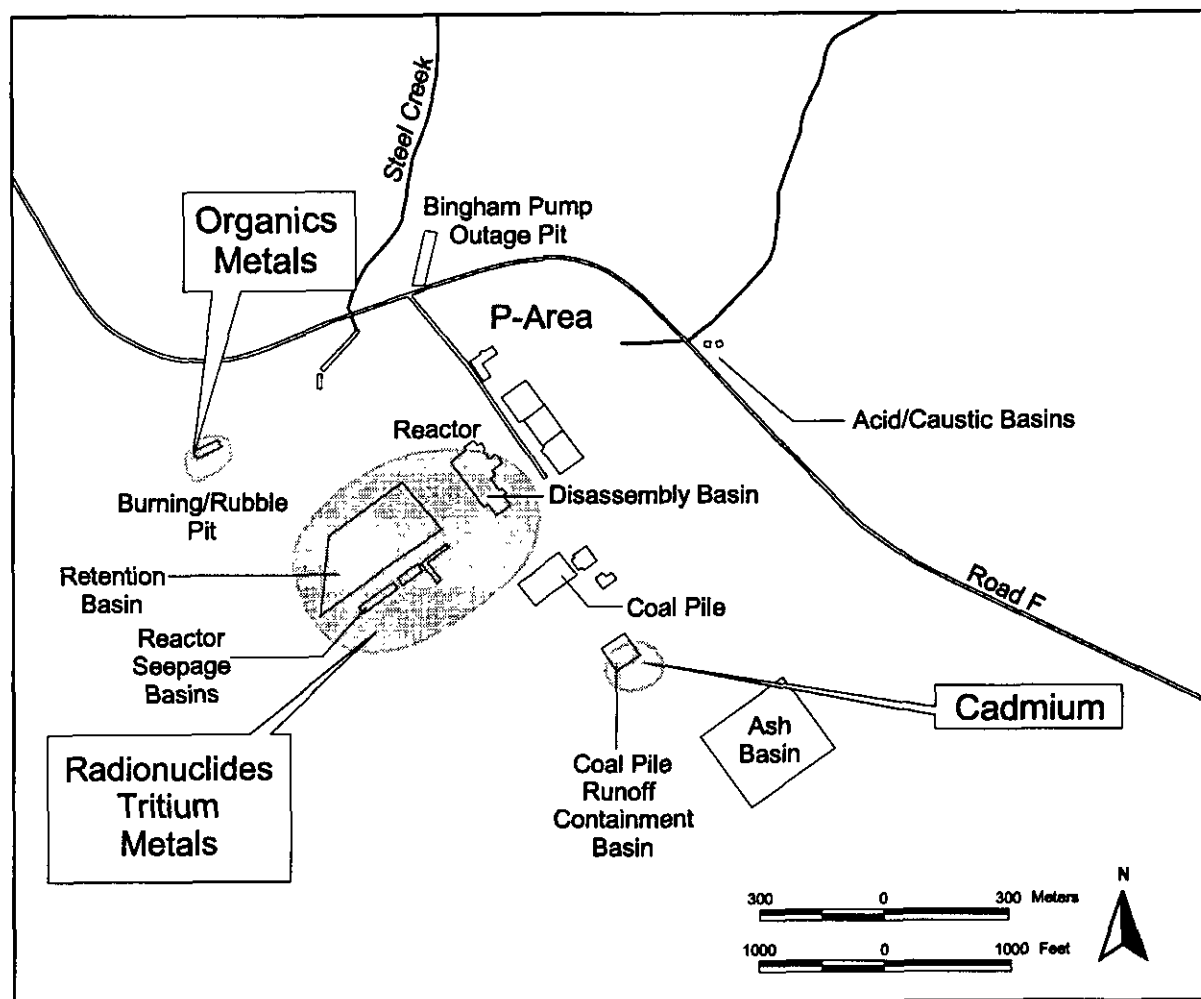 Steel Creek
Organics
Metals
Bingham Pump
Outage Pit
P-Area
Acid/Caustic Basins
Reactor
Disassembly Basin
Burning/Rubble
Pit
Retention
Basin
Coal Pile
Road F
Reactor
Seepage
Basins
Cadmium
Ash
Basin
Radionuclides
Tritium
Metals
Coal Pile
Runoff
Containment
Basin
N
300 0 300 Meters
1000 0 1000 Feet